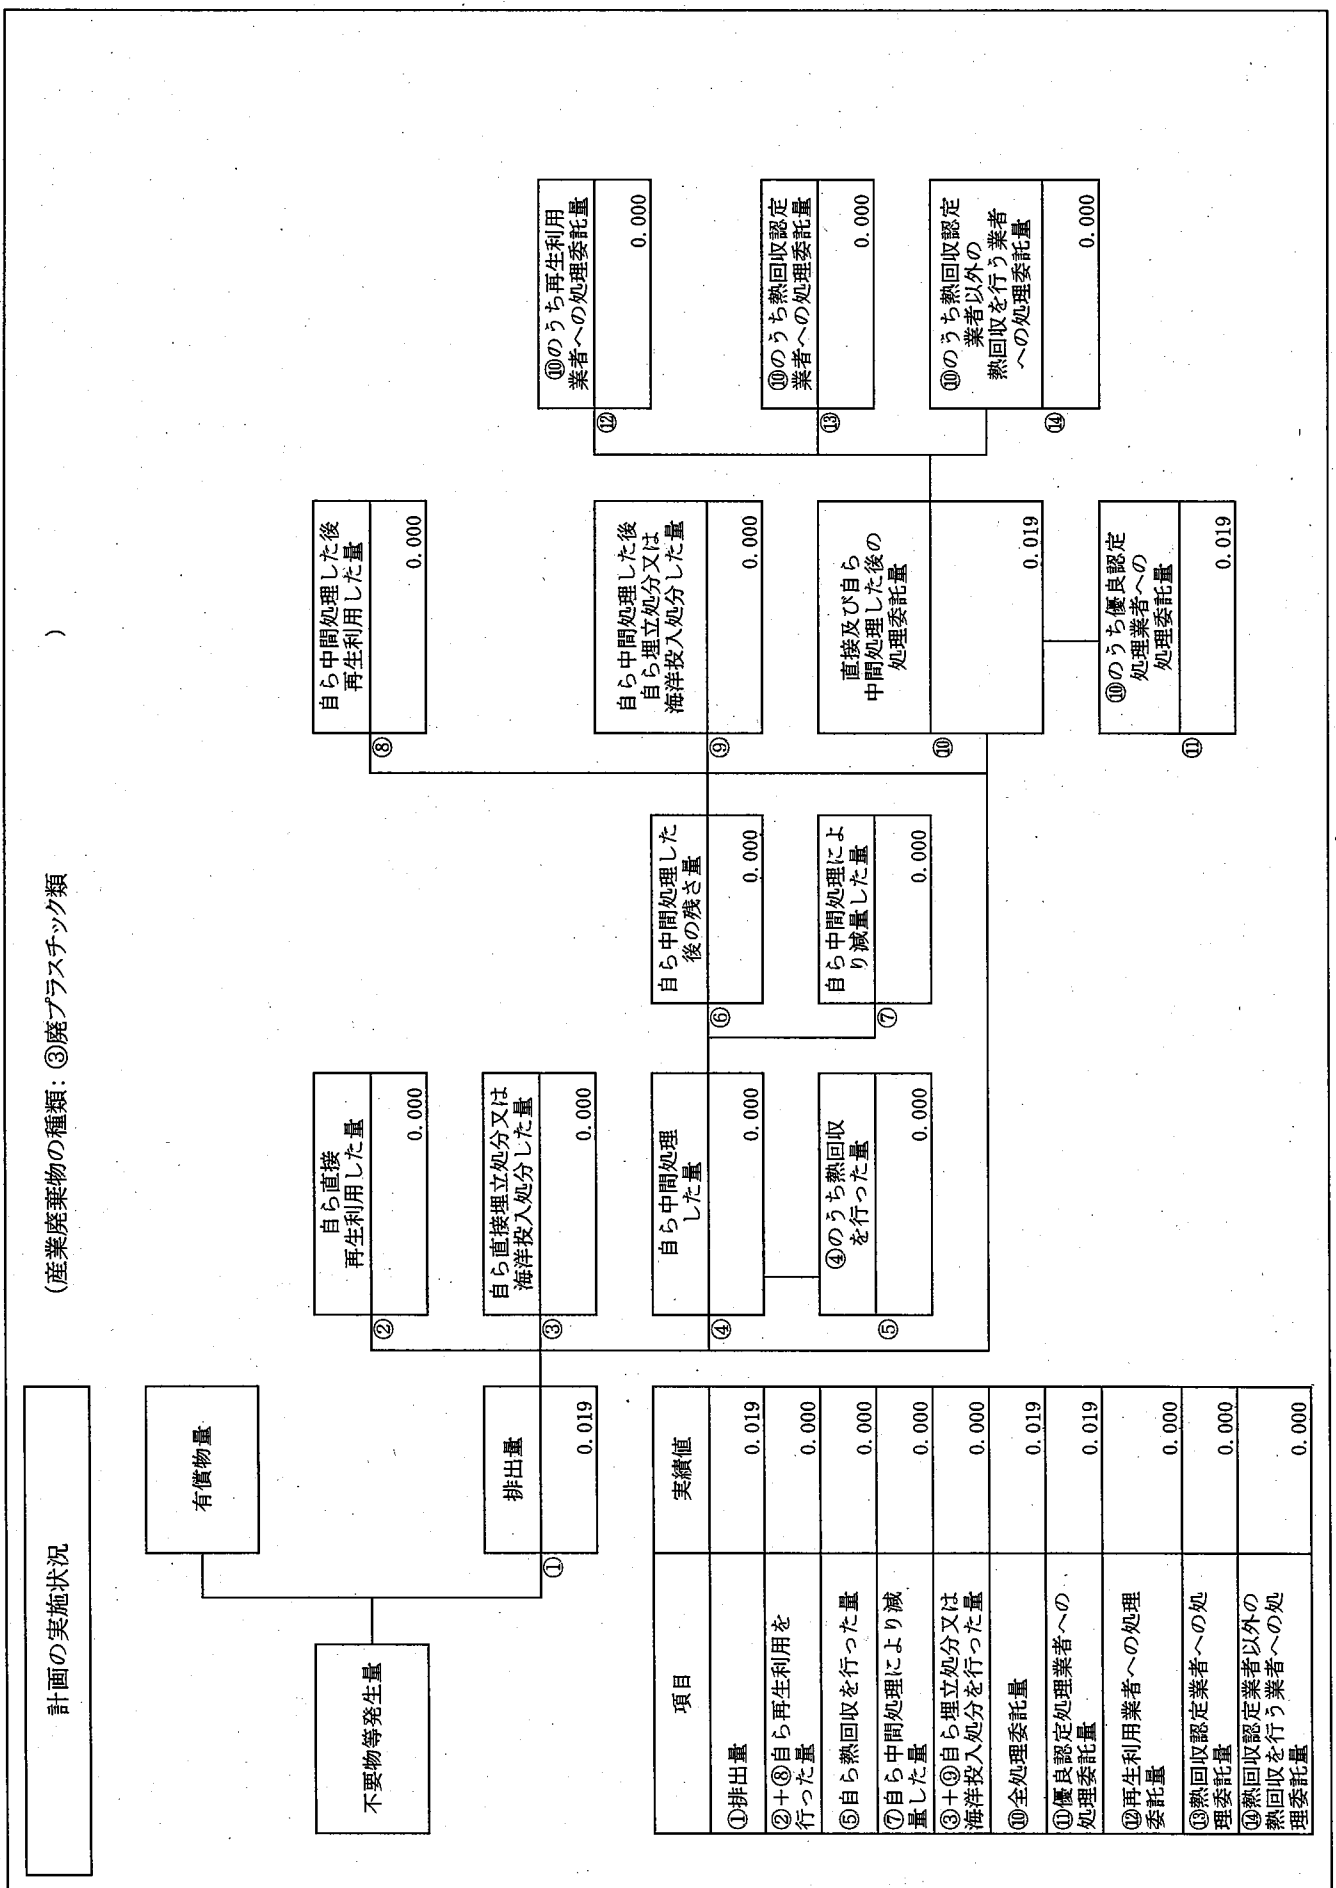 計画の実施状況
(産業廃棄物の種類：③廃プラスチック類 )
不要物等発生量
有償物量
①
排出量
0.019
②
自ら直接
再生利用した量
0.000
③
自ら直接埋立処分又は
海洋投入処分した量
0.000
④
自ら中間処理
した量
0.000
⑤
④のうち熱回収
を行った量
0.000
⑥
自ら中間処理した
後の残さ量
0.000
⑦
自ら中間処理によ
り減量した量
0.000
⑧
自ら中間処理した後
再生利用した量
0.000
⑨
自ら中間処理した後
自ら埋立処分又は
海洋投入処分した量
0.000
⑩
直接及び自ら
中間処理した後の
処理委託量
0.019
⑪
⑩のうち優良認定
処理業者への
処理委託量
0.019
⑫
⑩のうち再生利用
業者への処理委託量
0.000
⑬
⑩のうち熱回収認定
業者への処理委託量
0.000
⑭
⑩のうち熱回収認定
業者以外の
熱回収を行う業者
への処理委託量
0.000
項目 実績値
①排出量 0.019
②+⑧自ら再生利用を
行った量 0.000
⑤自ら熱回収を行った量 0.000
⑦自ら中間処理により減
量した量 0.000
③+⑨自ら埋立処分又は
海洋投入処分を行った量 0.000
⑩全処理委託量 0.019
⑪優良認定処理業者への
処理委託量 0.019
⑫再生利用業者への処理
委託量 0.000
⑬熱回収認定業者への処
理委託量 0.000
⑭熱回収認定業者以外の
熱回収を行う業者への処
理委託量 0.000